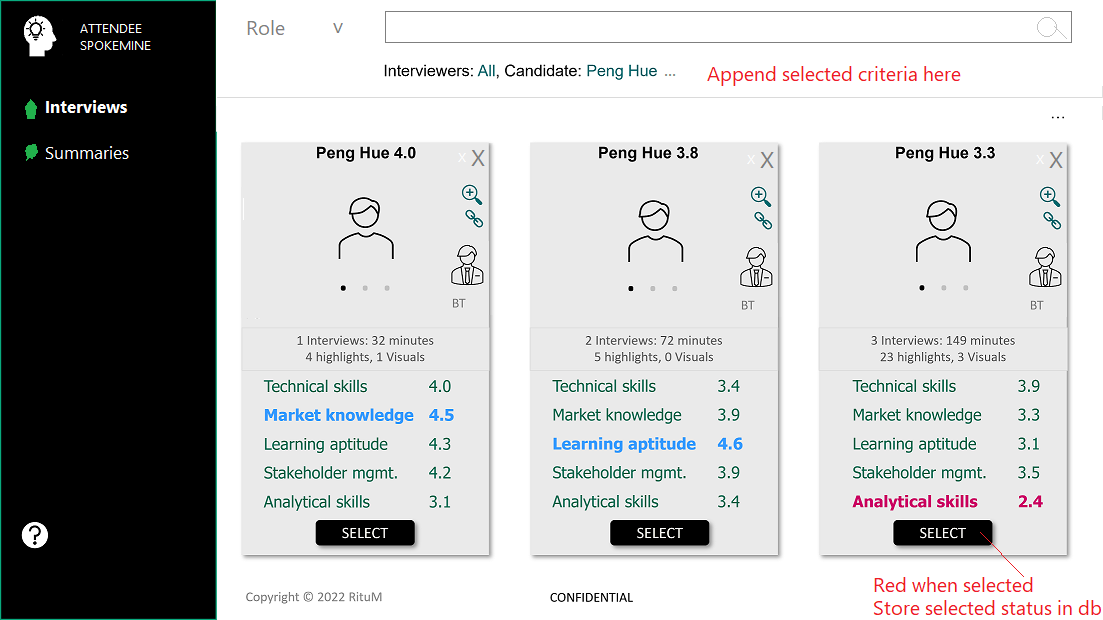 ATTENDEE
SPOKEMINE
Role V
Interviewers: All, Candidate: Peng Hue ...
Append selected criteria here
Interviews
Summaries
...
Peng Hue 4.0 x X
BT
1 Interviews: 32 minutes
4 highlights, 1 Visuals
Technical skills 4.0
Market knowledge 4.5
Learning aptitude 4.3
Stakeholder mgmt. 4.2
Analytical skills 3.1
SELECT
Peng Hue 3.8 x X
BT
2 Interviews: 72 minutes
5 highlights, 0 Visuals
Technical skills 3.4
Market knowledge 3.9
Learning aptitude 4.6
Stakeholder mgmt. 3.9
Analytical skills 3.4
SELECT
Peng Hue 3.3 x X
BT
3 Interviews: 149 minutes
23 highlights, 3 Visuals
Technical skills 3.9
Market knowledge 3.3
Learning aptitude 3.1
Stakeholder mgmt. 3.5
Analytical skills 2.4
SELECT
?
Red when selected
Store selected status in db
Copyright © 2022 RituM
CONFIDENTIAL